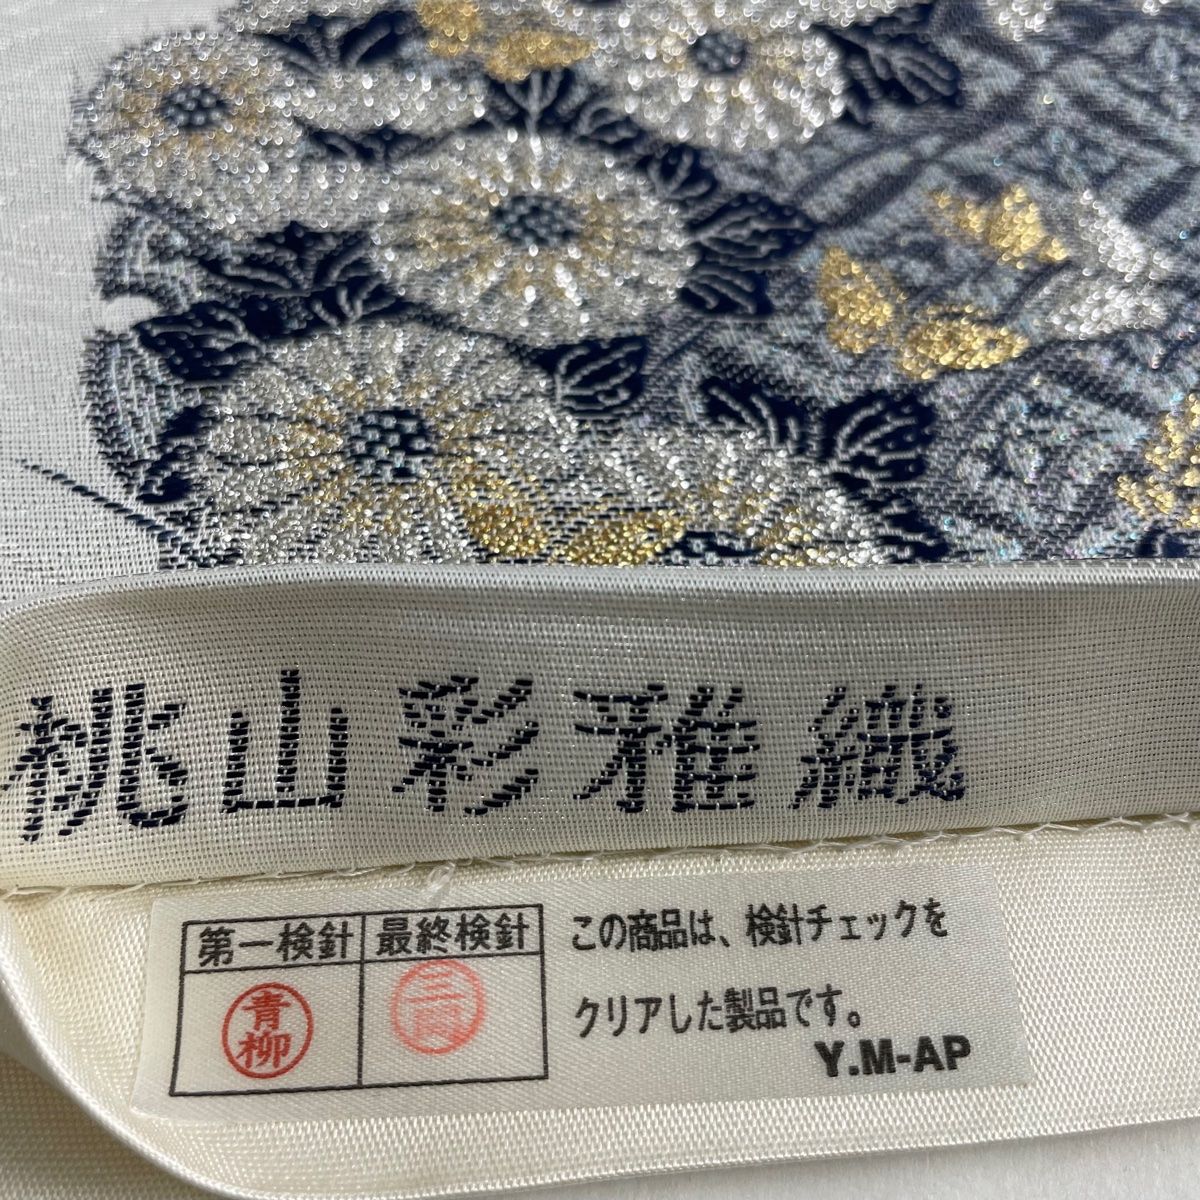 桃山彩雅織
第一検針 最終検針
青柳
この商品は、検針チェックを
クリアした製品です。
Y.M-AP